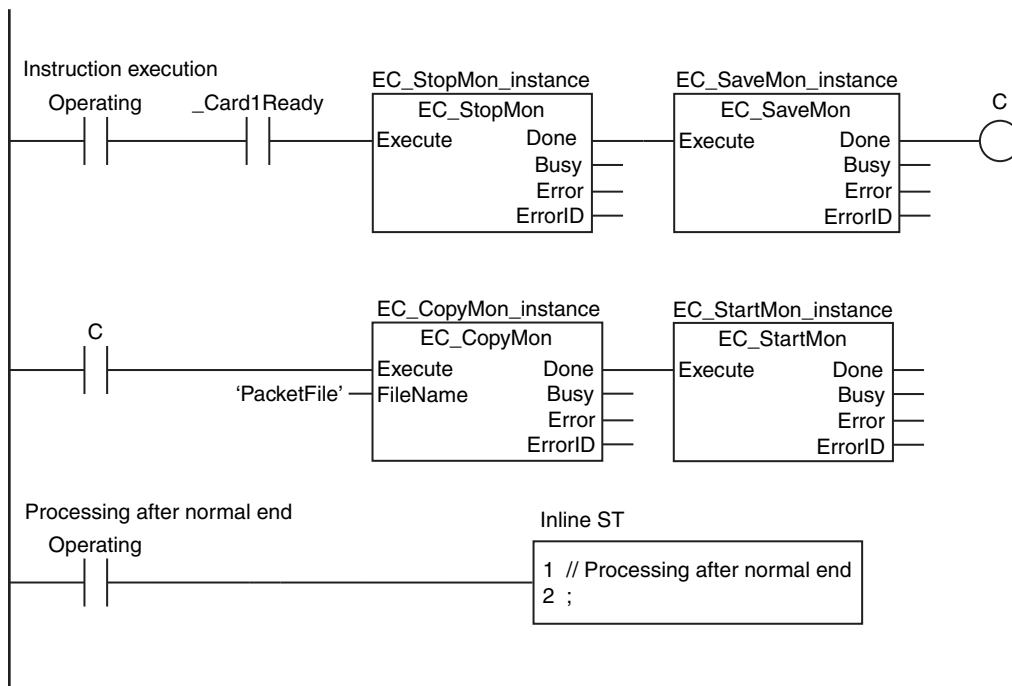 Instruction execution
Operating
_Card1Ready
EC_StopMon_instance
EC_StopMon
Execute Done
Busy
Error
ErrorID
EC_SaveMon_instance
EC_SaveMon
Execute Done
Busy
Error
ErrorID
C
C
EC_CopyMon_instance
EC_CopyMon
Execute Done
'PacketFile' FileName Busy
Error
ErrorID
EC_StartMon_instance
EC_StartMon
Execute Done
Busy
Error
ErrorID
Processing after normal end
Operating
Inline ST
1 // Processing after normal end
2 ;